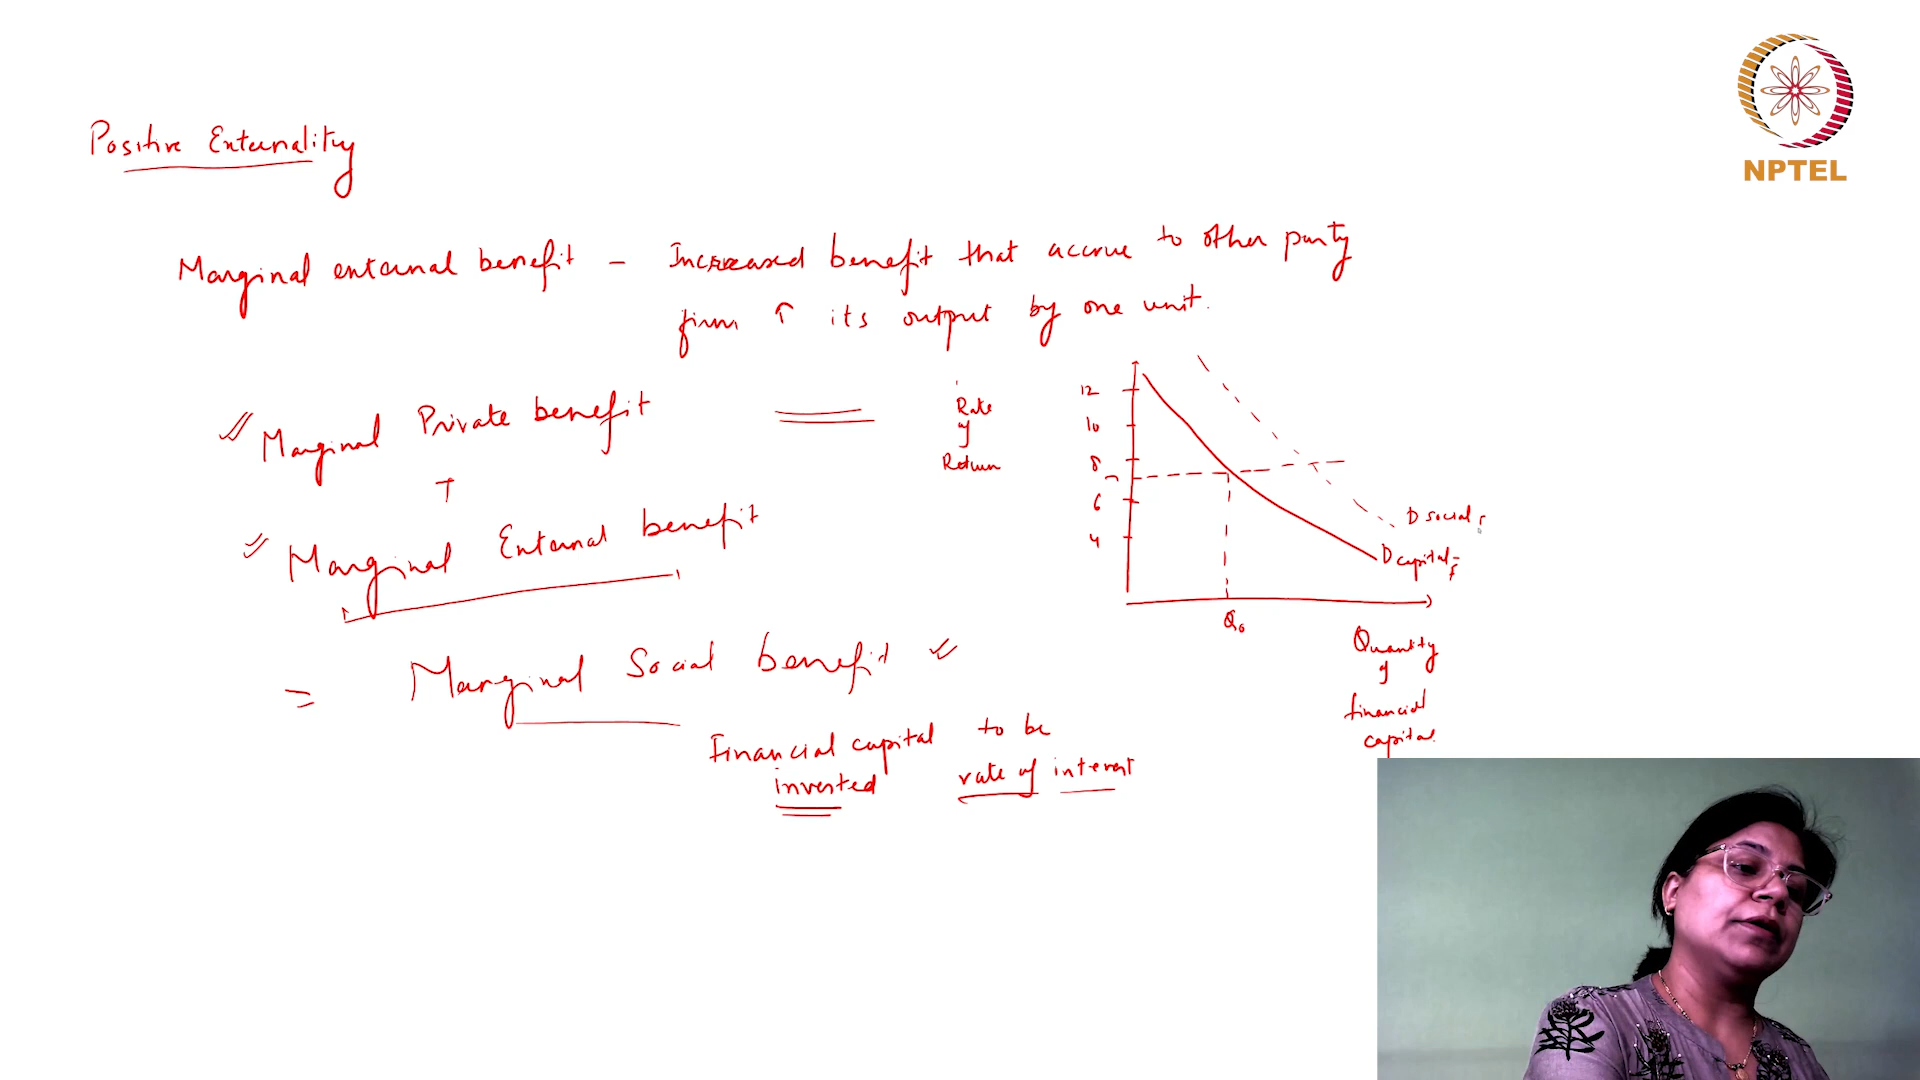 Positive Externality
NPTEL
Marginal external benefit - Increased benefit that accrue to other party
firm ↑ its output by one unit.
Marginal Private benefit
+
Marginal External benefit
= Marginal Social benefit
Financial capital to be
invested rate of interest
Rate
of
Return
12
10
8
6
4
D social
D capital
Q0
Quantity
of
financial
capital